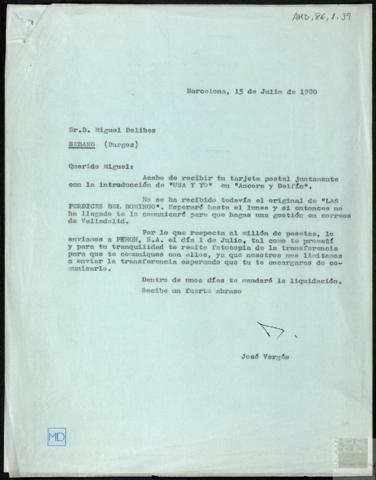 AMD,86,1,39
Barcelona, 15 de Julio de 1980
Sr.D. Miguel Delibes
SEDANO (Burgos)
Querido Miguel:
Acabo de recibir tu tarjeta postal juntamente
con la introducción de "USA Y YO" en "Ancora y Delfín".
No se ha recibido todavía el original de "LAS
PERDICES DEL DOMINGO". Esperaré hasta el lunes y si entonces no
ha llegado te lo comunicaré para que hagas una gestión en correos
de Valladolid.
Por lo que respecta al millón de pesetas, lo
enviamos a FERON, S.A. el día 1 de Julio, tal como te prometí
y para tu tranquilidad te remito fotocopia de la transferencia
para que te comuniques con ellos, ya que nosotros nos limitamos
a enviar la transferencia esperando que tu te encargaras de co-
municarlo.
Dentro de unos días te mandaré la liquidación.
Recibe un fuerte abrazo
José Vergés
MD